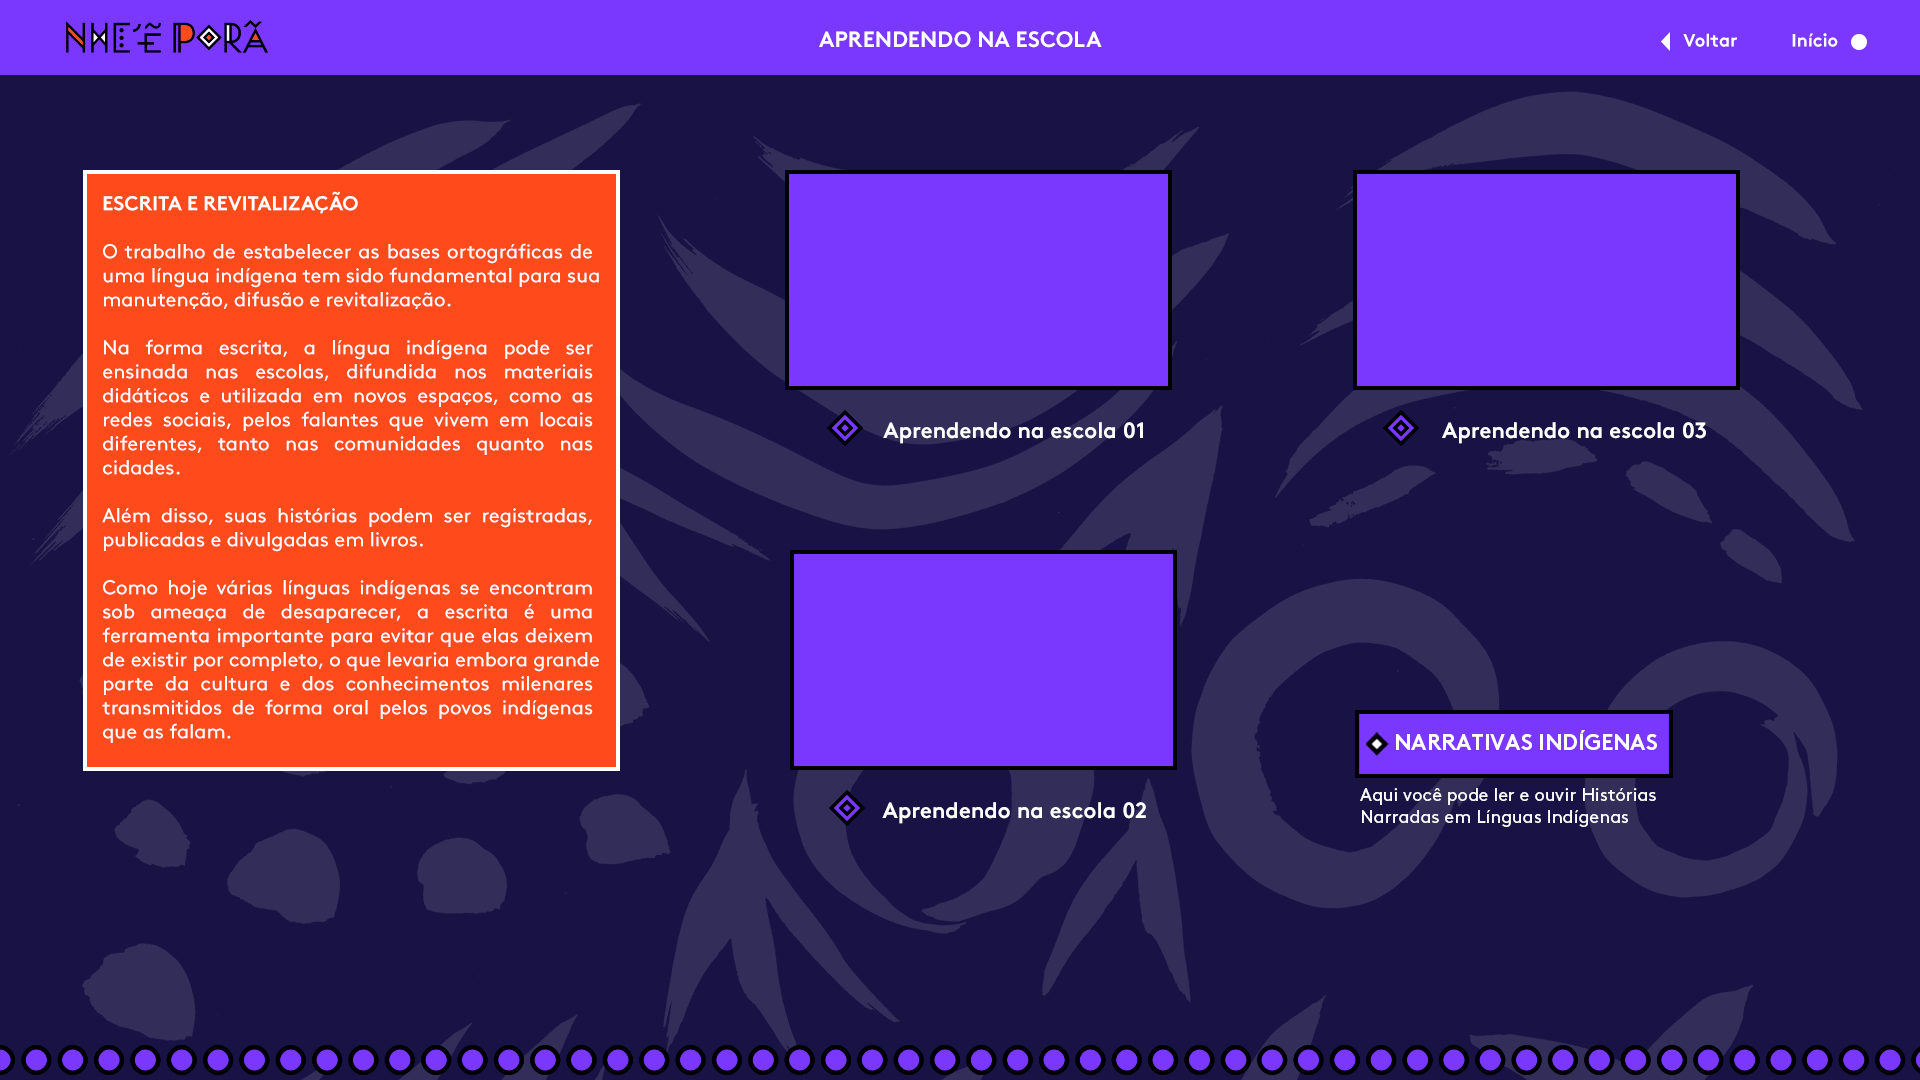 NHE'Ẽ PORÃ
APRENDENDO NA ESCOLA
Voltar
Início
ESCRITA E REVITALIZAÇÃO
O trabalho de estabelecer as bases ortográficas de
uma língua indígena tem sido fundamental para sua
manutenção, difusão e revitalização.
Na forma escrita, a língua indígena pode ser
ensinada nas escolas, difundida nos materiais
didáticos e utilizada em novos espaços, como as
redes sociais, pelos falantes que vivem em locais
diferentes, tanto nas comunidades quanto nas
cidades.
Além disso, suas histórias podem ser registradas,
publicadas e divulgadas em livros.
Como hoje várias línguas indígenas se encontram
sob ameaça de desaparecer, a escrita é uma
ferramenta importante para evitar que elas deixem
de existir por completo, o que levaria embora grande
parte da cultura e dos conhecimentos milenares
transmitidos de forma oral pelos povos indígenas
que as falam.
Aprendendo na escola 01
Aprendendo na escola 02
Aprendendo na escola 03
NARRATIVAS INDÍGENAS
Aqui você pode ler e ouvir Histórias
Narradas em Línguas Indígenas